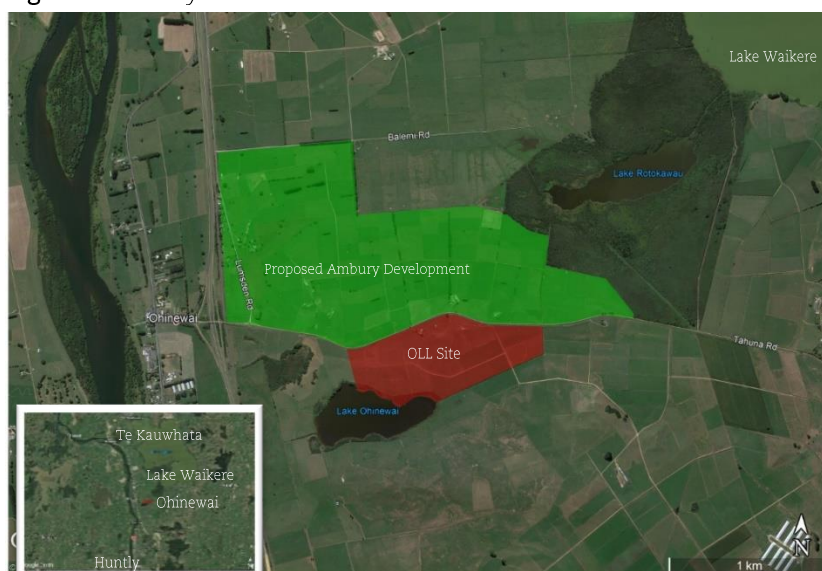 Lake Waikere
Balemi Rd
Lake Rotokawau
Proposed Ambury Development
Lumsden Rd
Ohinewai
OLL Site
Tahuna Rd
Lake Ohinewai
Te Kauwhata
Lake Waikere
Ohinewai
Huntly
N
1 km